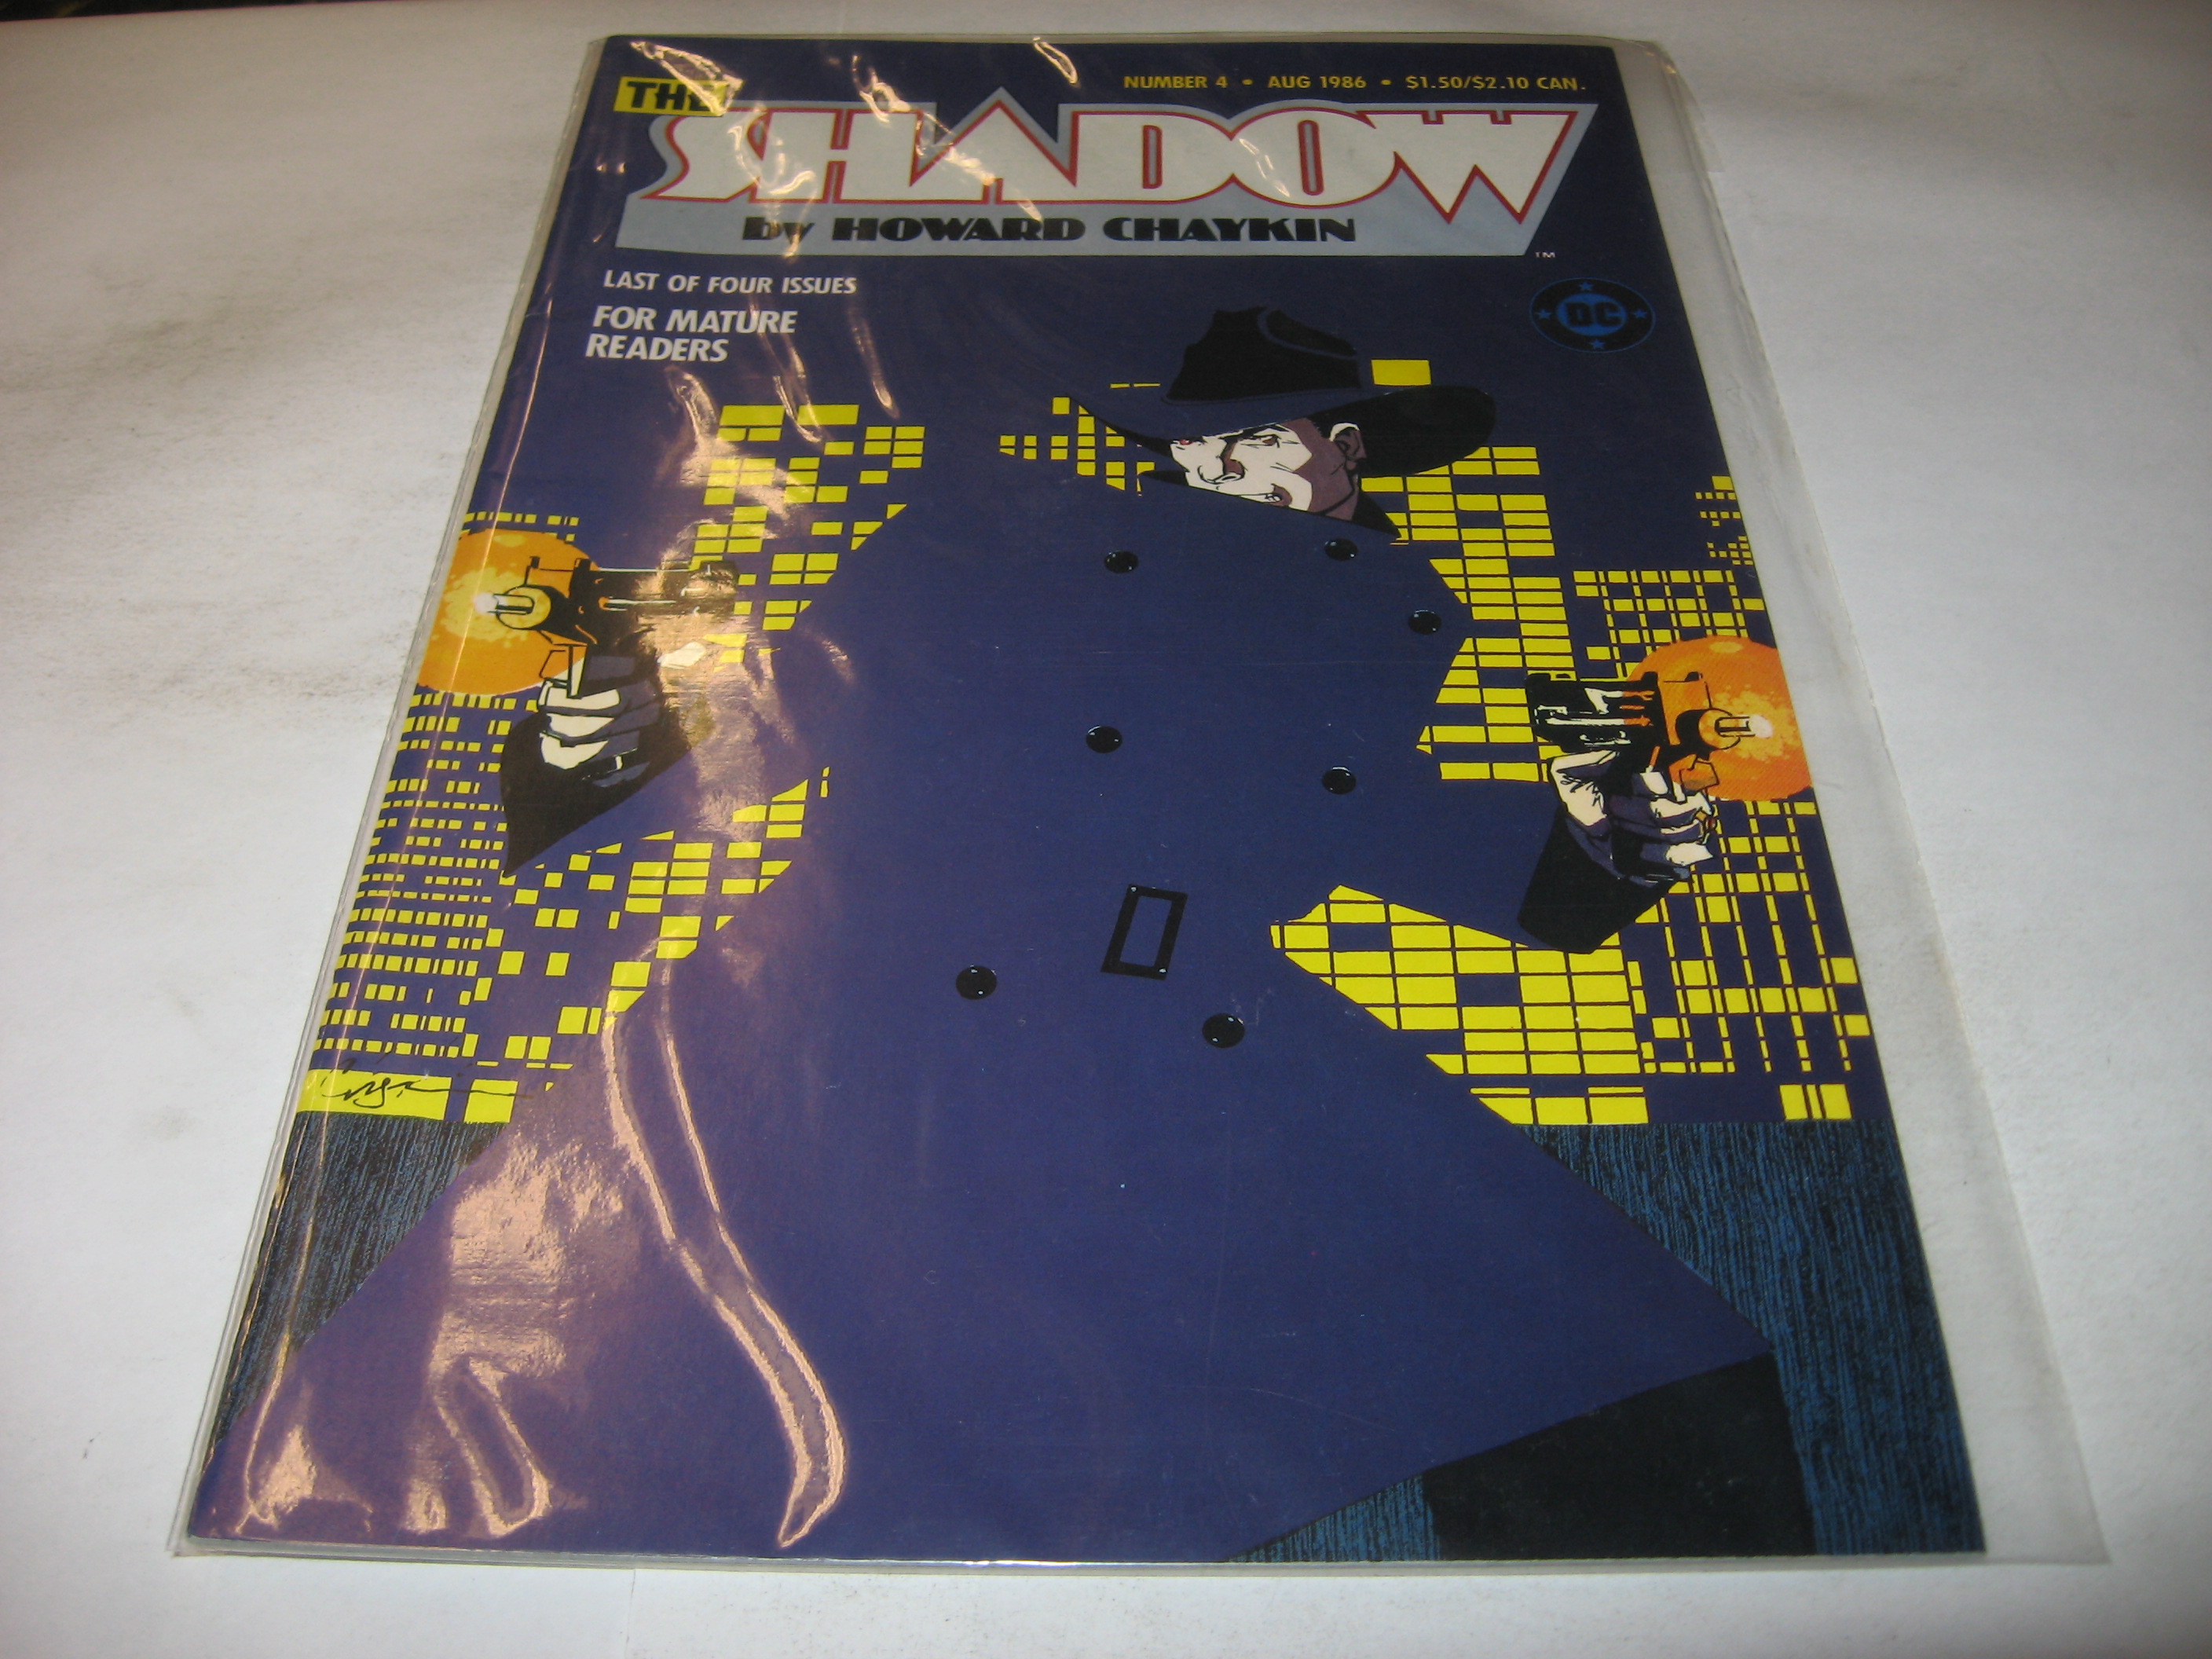 NUMBER 4 • AUG 1986 • $1.50/$2.10 CAN.
THE
SHADOW
by HOWARD CHAYKIN
TM
LAST OF FOUR ISSUES
FOR MATURE
READERS
DC